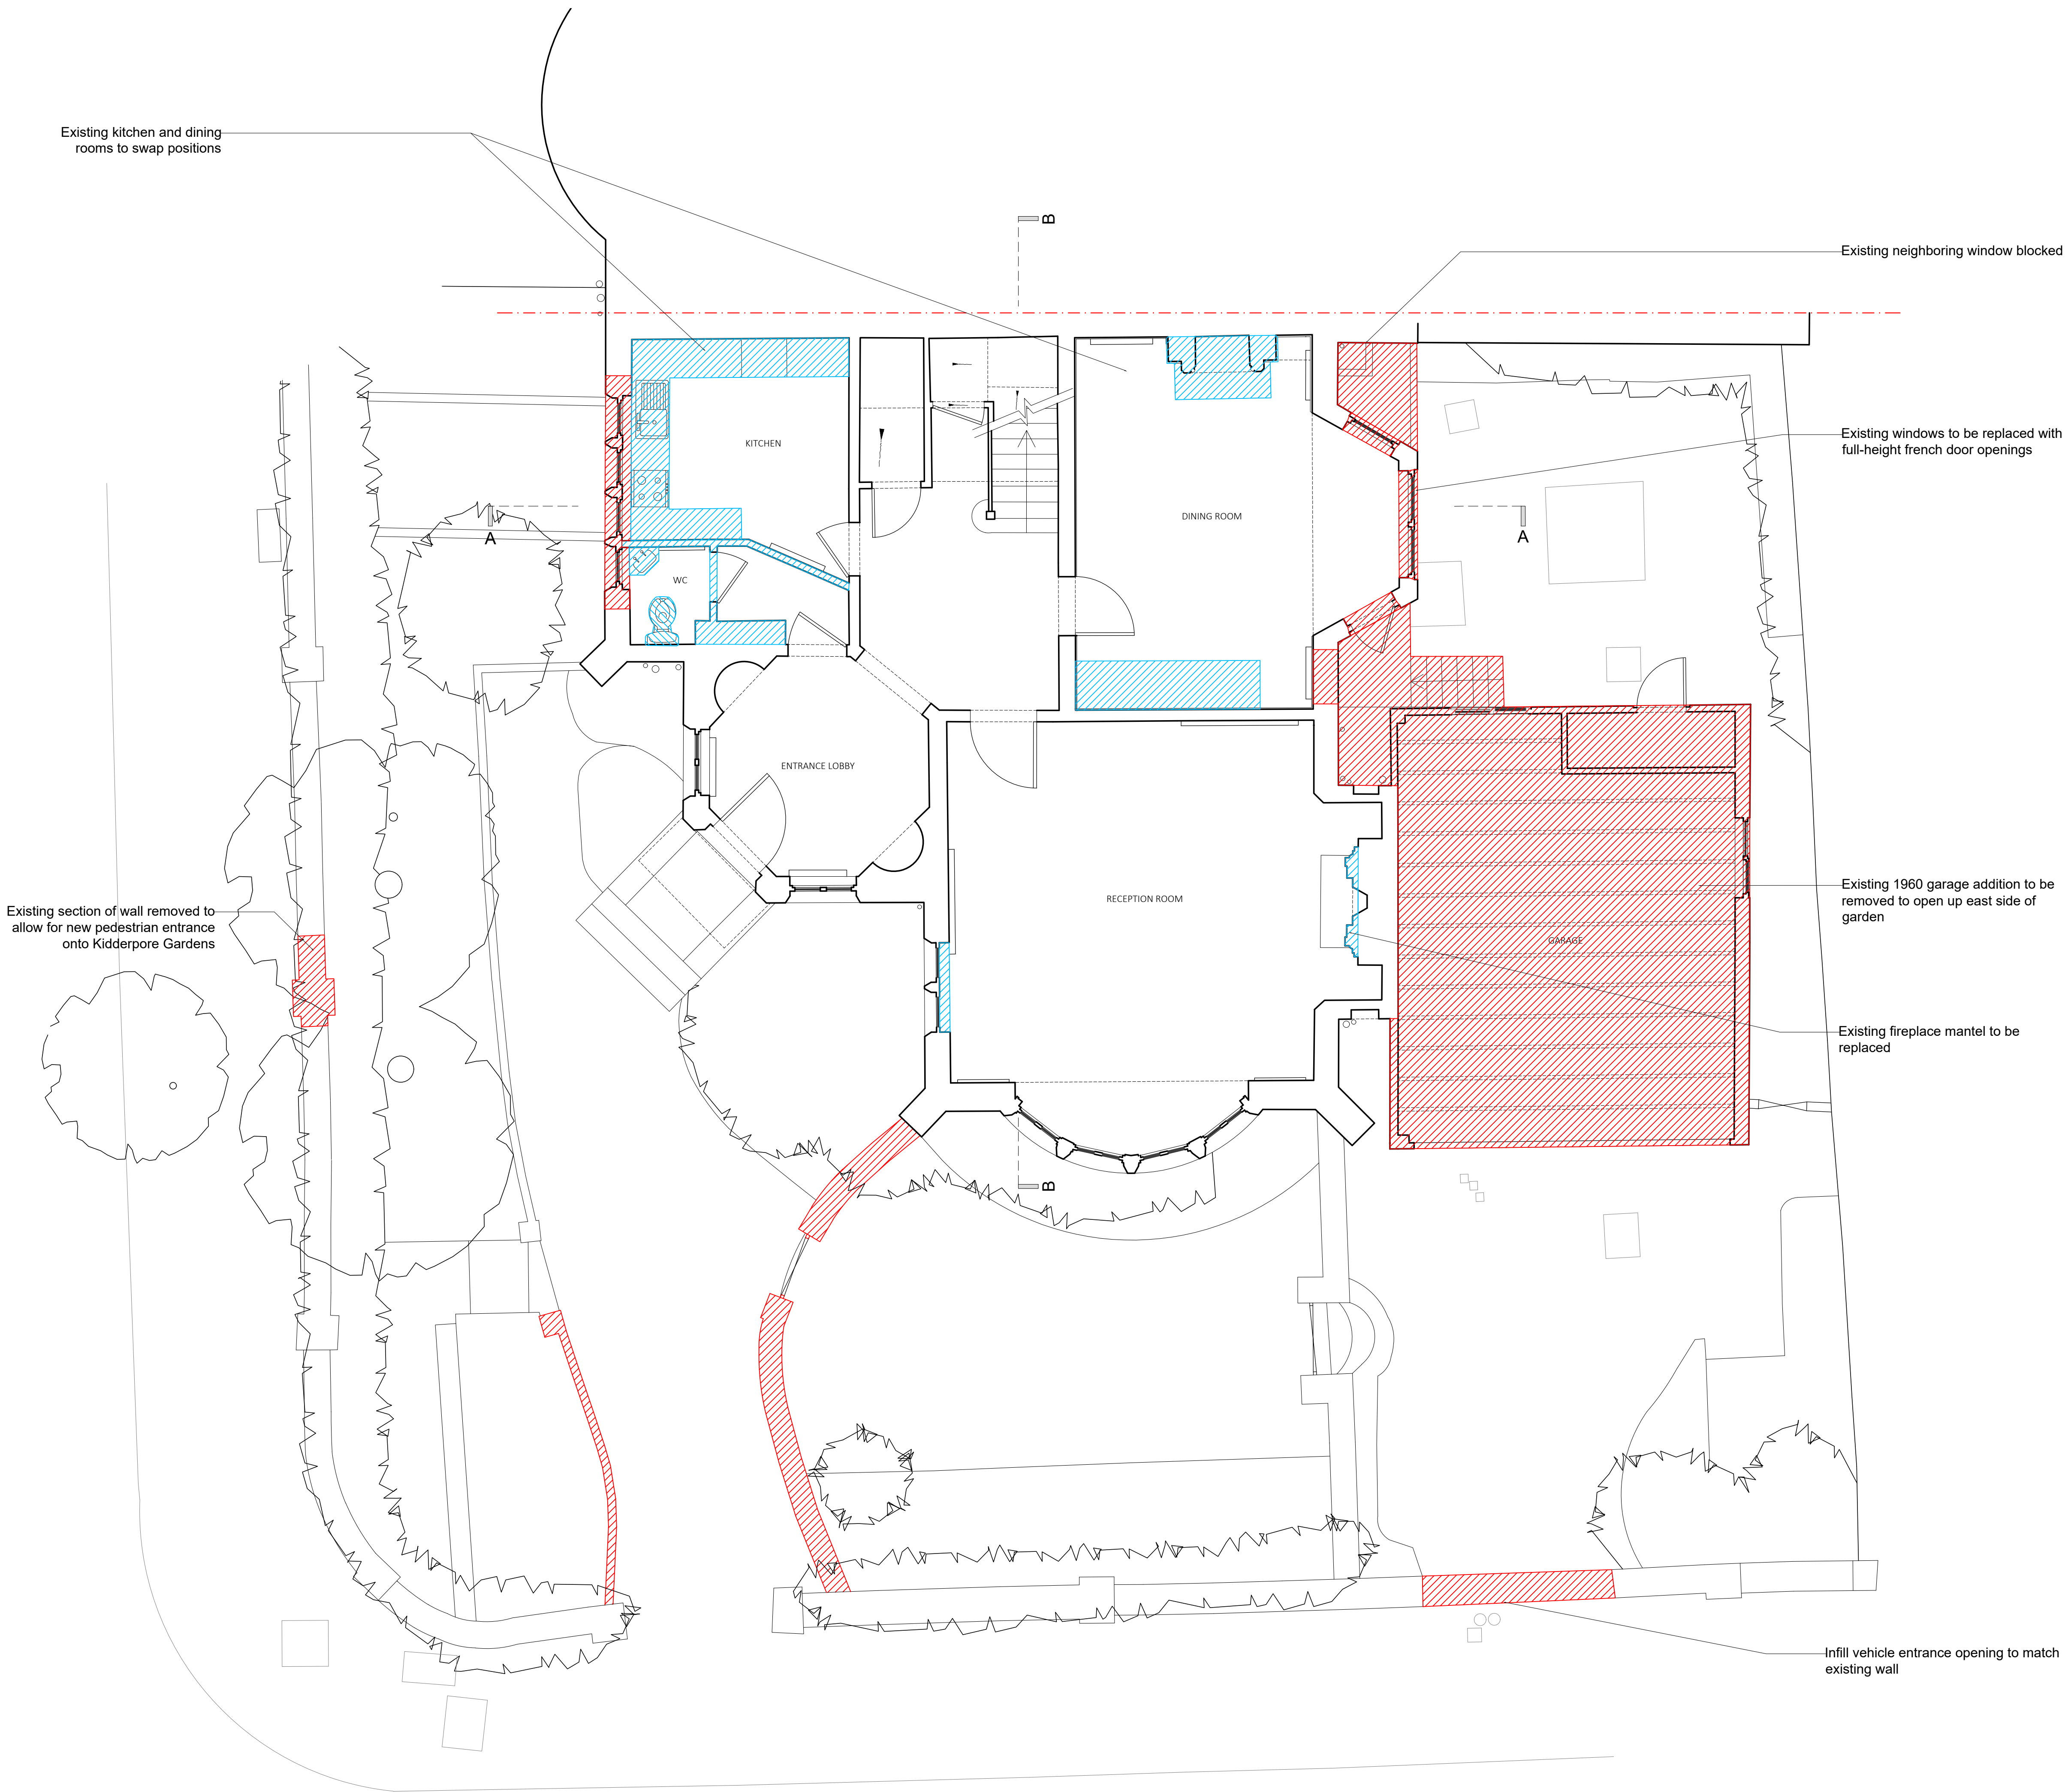 Existing kitchen and dining
rooms to swap positions
B
Existing neighboring window blocked
Existing windows to be replaced with
full-height french door openings
KITCHEN
DINING ROOM
A
A
WC
ENTRANCE LOBBY
RECEPTION ROOM
GARAGE
Existing 1960 garage addition to be
removed to open up east side of
garden
Existing section of wall removed to
allow for new pedestrian entrance
onto Kidderpore Gardens
Existing fireplace mantel to be
replaced
B
Infill vehicle entrance opening to match
existing wall